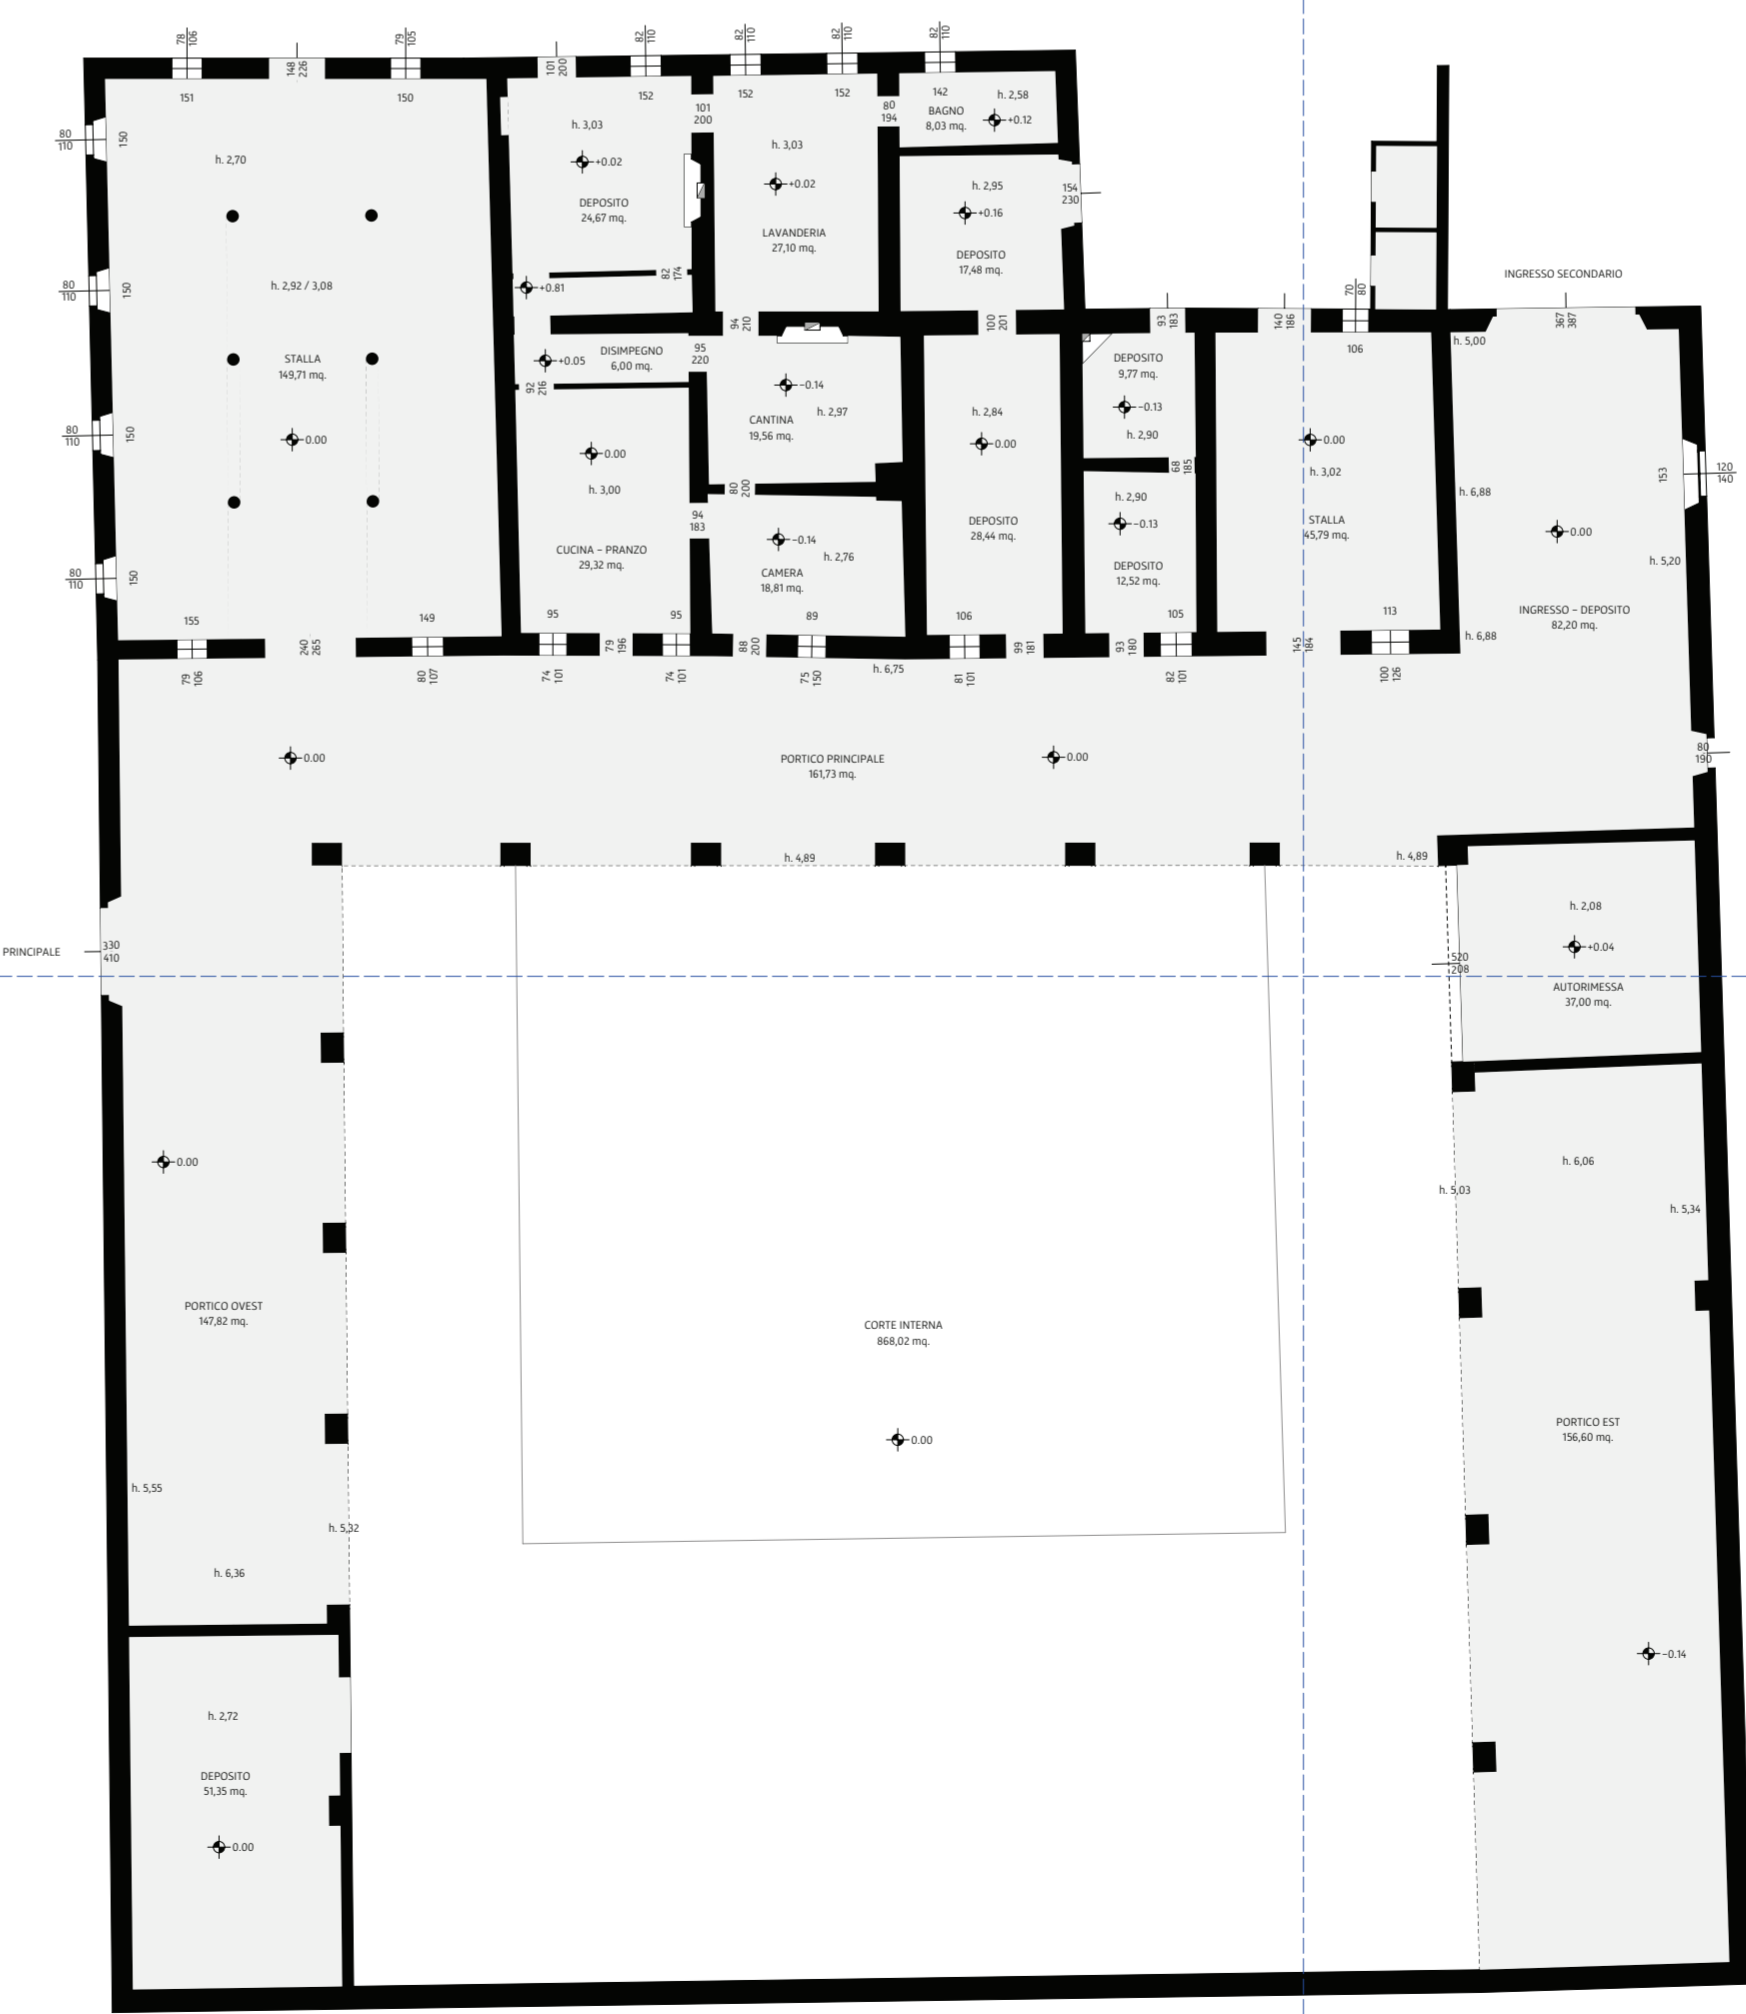 78
106
148
226
79
105
101
200
82
110
82
110
82
110
82
110
151
150
152
152
152
142
80
110
150
h. 2,70
h. 3,03
+0.02
DEPOSITO
24,67 mq.
101
200
h. 3,03
+0.02
LAVANDERIA
27,10 mq.
80
194
BAGNO
8,03 mq.
h. 2,58
+0.12
h. 2,95
+0.16
DEPOSITO
17,48 mq.
154
230
80
110
150
h. 2,92 / 3,08
+0.81
82
174
INGRESSO SECONDARIO
70
80
STALLA
149,71 mq.
0.00
80
110
150
80
110
150
+0.05
DISIMPEGNO
6,00 mq.
92
216
95
220
94
210
100
201
93
183
140
186
106
367
387
h. 5,00
−0.14
h. 2,97
CANTINA
19,56 mq.
h. 2,84
0.00
DEPOSITO
28,44 mq.
DEPOSITO
9,77 mq.
−0.13
h. 2,90
68
185
h. 2,90
−0.13
DEPOSITO
12,52 mq.
0.00
h. 3,02
STALLA
45,79 mq.
h. 6,88
153
120
140
0.00
h. 5,20
INGRESSO – DEPOSITO
82,20 mq.
h. 6,88
0.00
h. 3,00
CUCINA – PRANZO
29,32 mq.
94
183
80
200
−0.14
h. 2,76
CAMERA
18,81 mq.
155
149
95
95
89
106
105
113
79
106
240
265
80
107
74
101
79
196
74
101
88
200
75
150
h. 6,75
81
101
99
181
93
180
82
101
145
184
100
126
0.00
PORTICO PRINCIPALE
161,73 mq.
0.00
80
190
h. 4,89
h. 4,89
PRINCIPALE
330
410
520
208
h. 2,08
+0.04
AUTORIMESSA
37,00 mq.
0.00
h. 6,06
h. 5,03
h. 5,34
PORTICO OVEST
147,82 mq.
CORTE INTERNA
868,02 mq.
0.00
PORTICO EST
156,60 mq.
h. 5,55
h. 5,32
h. 6,36
−0.14
h. 2,72
DEPOSITO
51,35 mq.
0.00